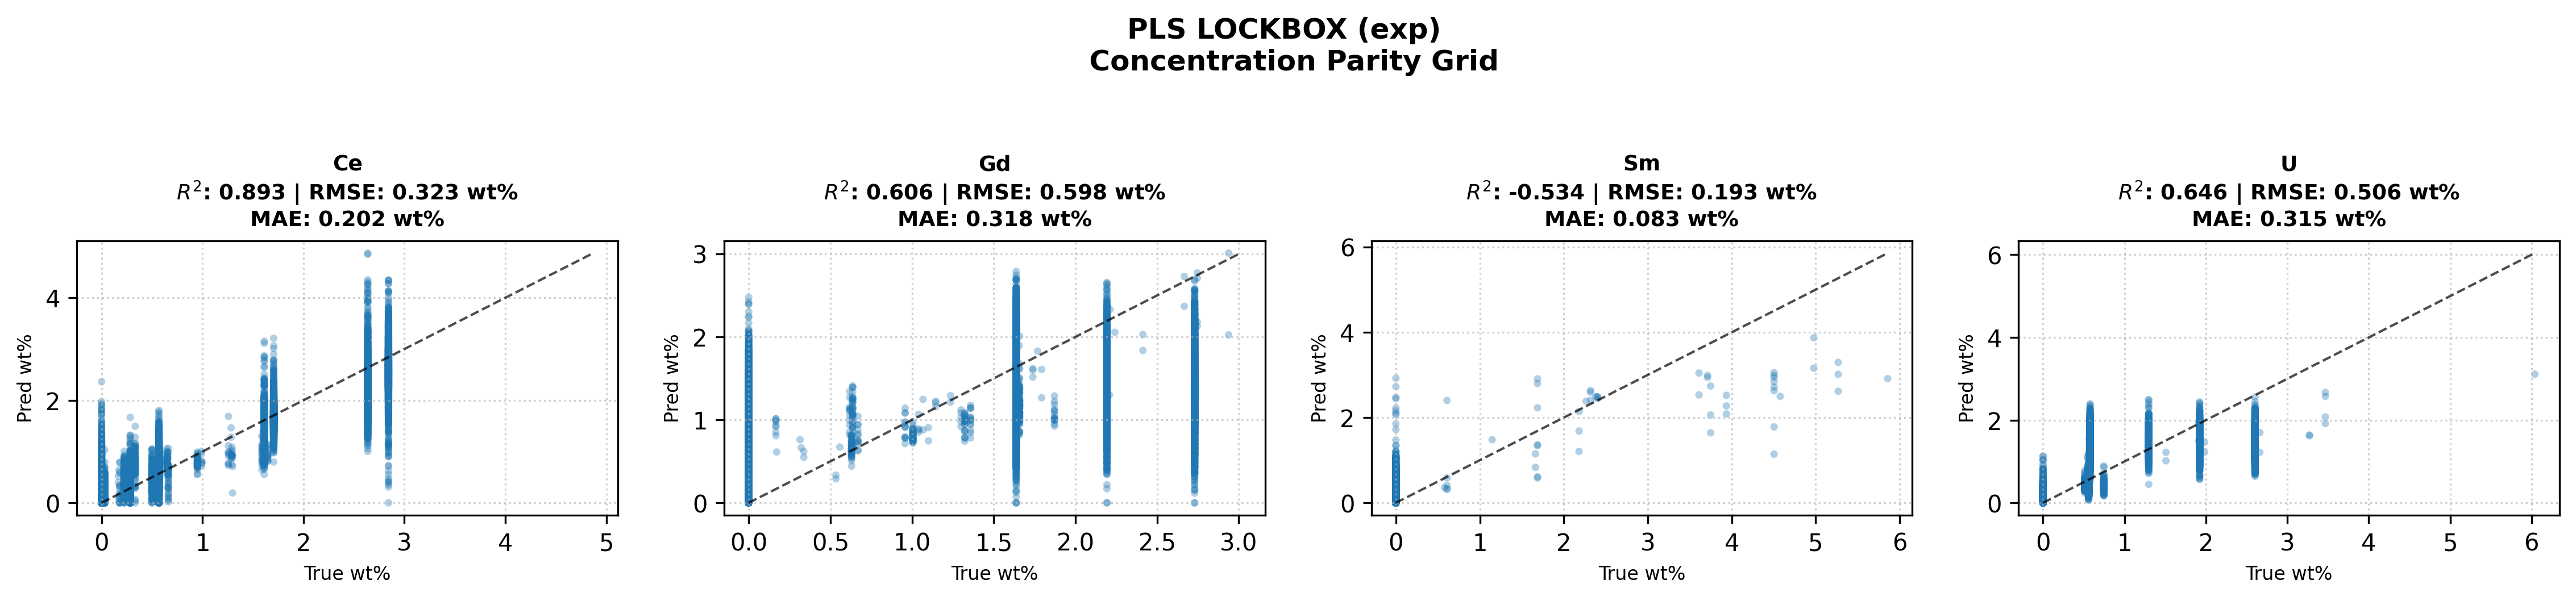 PLS LOCKBOX (exp)
Concentration Parity Grid
Ce
R²: 0.893 | RMSE: 0.323 wt%
MAE: 0.202 wt%
Pred wt%
4
2
0
0 1 2 3 4 5
True wt%
Gd
R²: 0.606 | RMSE: 0.598 wt%
MAE: 0.318 wt%
Pred wt%
3
2
1
0
0.0 0.5 1.0 1.5 2.0 2.5 3.0
True wt%
Sm
R²: -0.534 | RMSE: 0.193 wt%
MAE: 0.083 wt%
Pred wt%
6
4
2
0
0 1 2 3 4 5 6
True wt%
U
R²: 0.646 | RMSE: 0.506 wt%
MAE: 0.315 wt%
Pred wt%
6
4
2
0
0 1 2 3 4 5 6
True wt%